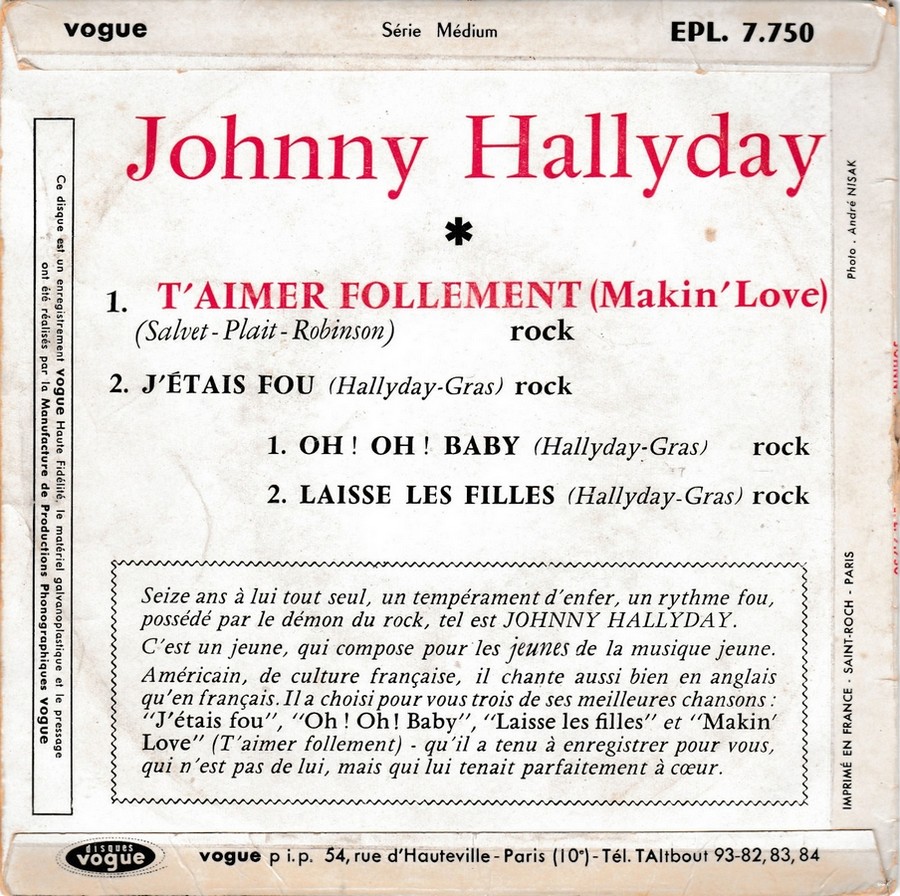 vogue
Série Médium
EPL. 7.750
Johnny Hallyday
*
1. T'AIMER FOLLEMENT (Makin' Love)
(Salvet - Plait - Robinson) rock
2. J'ÉTAIS FOU (Hallyday-Gras) rock
1. OH ! OH ! BABY (Hallyday-Gras) rock
2. LAISSE LES FILLES (Hallyday-Gras) rock
Seize ans à lui tout seul, un tempérament d'enfer, un rythme fou,
possédé par le démon du rock, tel est JOHNNY HALLYDAY.
C'est un jeune, qui compose pour les jeunes de la musique jeune.
Américain, de culture française, il chante aussi bien en anglais
qu'en français. Il a choisi pour vous trois de ses meilleures chansons :
"J'étais fou", "Oh ! Oh ! Baby", "Laisse les filles" et "Makin'
Love" (T'aimer follement) - qu'il a tenu à enregistrer pour vous,
qui n'est pas de lui, mais qui lui tenait parfaitement à cœur.
Ce disque est un enregistrement vogue Haute Fidélité, le matériel galvanoplastique et le pressage
ont été réalisés par la Manufacture de Productions Phonographiques vogue
Photo . André NISAK
IMPRIMÉ EN FRANCE - SAINT-ROCH - PARIS
disques
vogue
vogue p i.p. 54, rue d'Hauteville - Paris (10e) - Tél. TAItbout 93-82, 83, 84